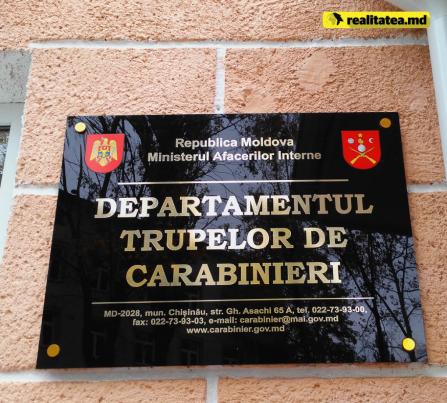 realitatea.md
Republica Moldova
Ministerul Afacerilor Interne
DEPARTAMENTUL
TRUPELOR DE
CARABINIERI
MD-2028, mun. Chișinău, str. Gh. Asachi 65 A, tel. 022-73-93-00,
fax: 022-73-93-03, e-mail: carabinier@mai.gov.md
www.carabinier.gov.md